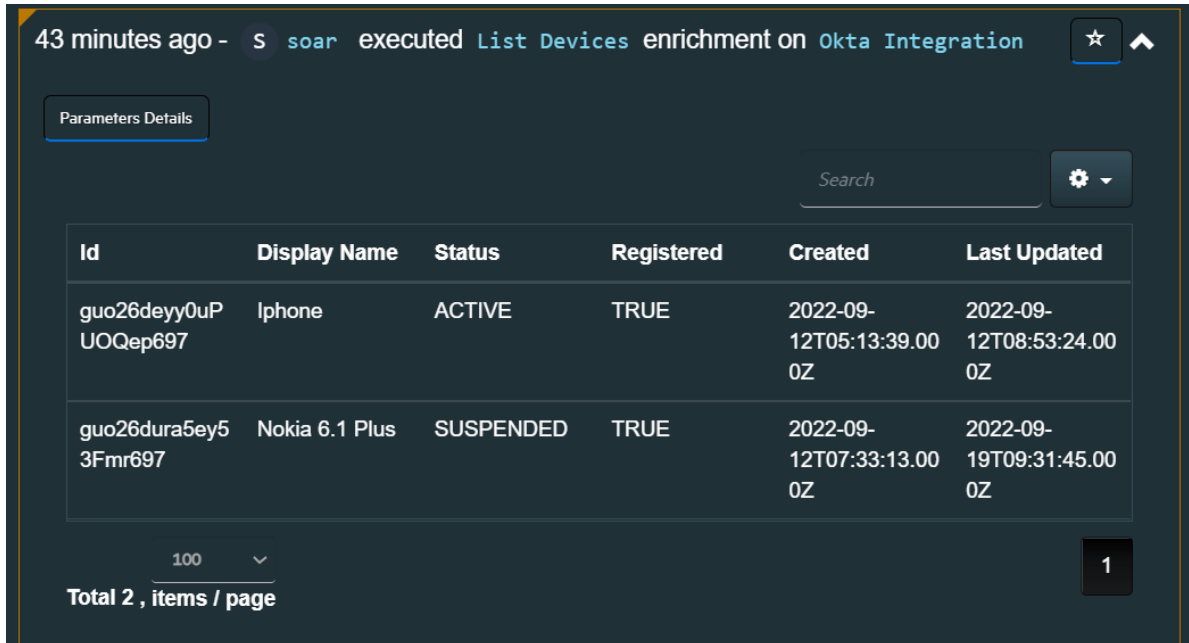 43 minutes ago - S soar executed List Devices enrichment on Okta Integration
Parameters Details
Search
Id Display Name Status Registered Created Last Updated
guo26deyy0uP Iphone ACTIVE TRUE 2022-09- 2022-09-
UOQep697 12T05:13:39.00 12T08:53:24.00
0Z 0Z
guo26dura5ey5 Nokia 6.1 Plus SUSPENDED TRUE 2022-09- 2022-09-
3Fmr697 12T07:33:13.00 19T09:31:45.00
0Z 0Z
100
1
Total 2 , items / page